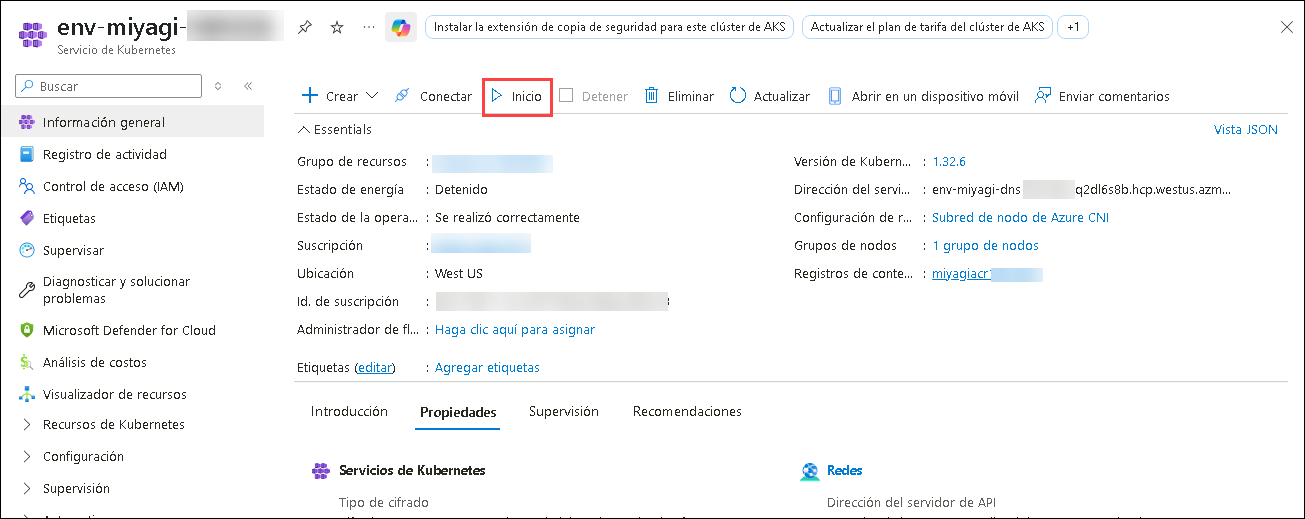 env-miyagi-
Servicio de Kubernetes
Instalar la extensión de copia de seguridad para este clúster de AKS
Actualizar el plan de tarifa del clúster de AKS
+1
Buscar
Crear
Conectar
Inicio
Detener
Eliminar
Actualizar
Abrir en un dispositivo móvil
Enviar comentarios
Información general
Registro de actividad
Control de acceso (IAM)
Etiquetas
Supervisar
Diagnosticar y solucionar
problemas
Microsoft Defender for Cloud
Análisis de costos
Visualizador de recursos
Recursos de Kubernetes
Configuración
Supervisión
Essentials
Vista JSON
Grupo de recursos :
Estado de energía : Detenido
Estado de la opera... : Se realizó correctamente
Suscripción :
Ubicación : West US
Id. de suscripción :
Administrador de fl... : Haga clic aquí para asignar
Etiquetas (editar) : Agregar etiquetas
Versión de Kubern... : 1.32.6
Dirección del servi... : env-miyagi-dns q2dl6s8b.hcp.westus.azm...
Configuración de r... : Subred de nodo de Azure CNI
Grupos de nodos : 1 grupo de nodos
Registros de conte... : miyagiacr
Introducción
Propiedades
Supervisión
Recomendaciones
Servicios de Kubernetes
Tipo de cifrado
Redes
Dirección del servidor de API